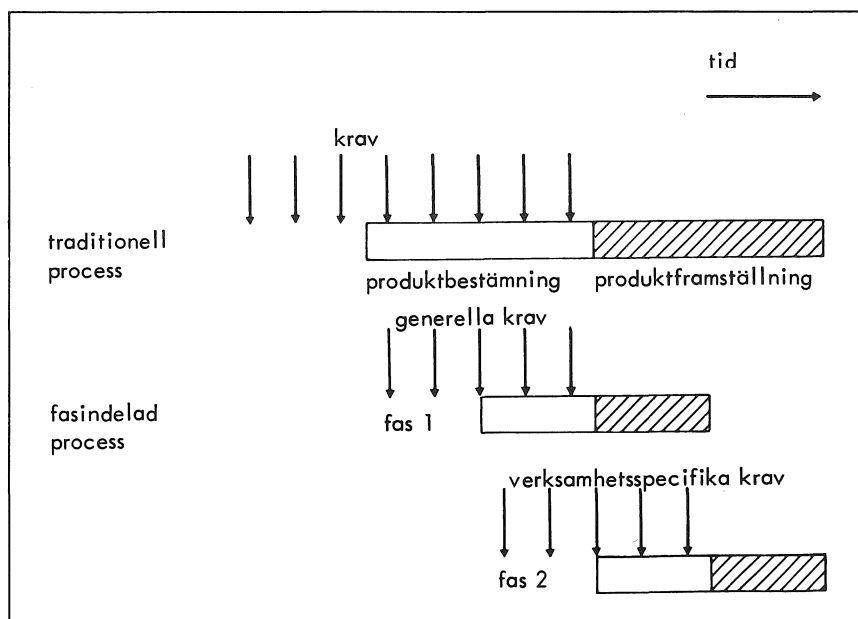 tid
krav
traditionell
process
produktbestämning produktframställning
generella krav
fas 1
fasindelad
process
verksamhetsspecifika krav
fas 2